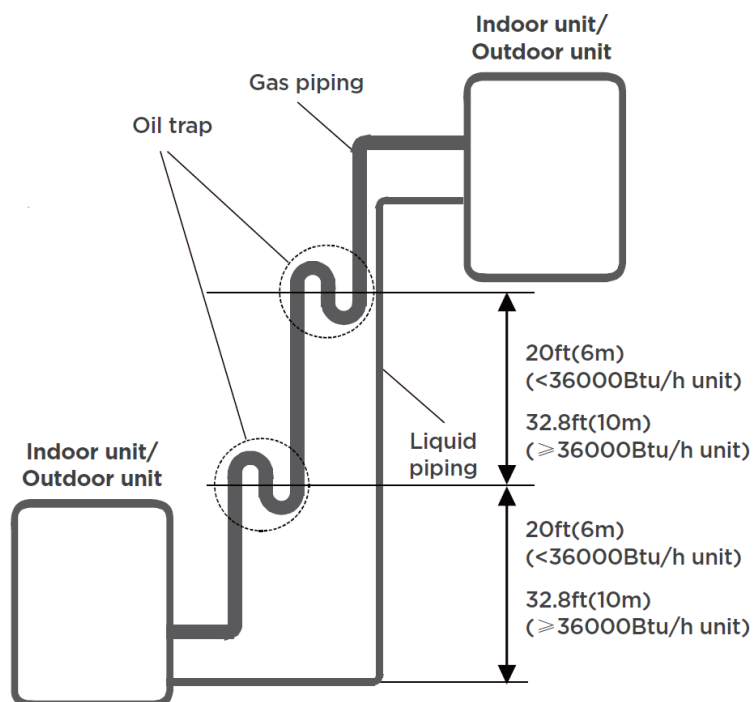 Indoor unit/
Outdoor unit
Gas piping
Oil trap
20ft(6m)
(<36000Btu/h unit)
32.8ft(10m)
(≥36000Btu/h unit)
Liquid
piping
Indoor unit/
Outdoor unit
20ft(6m)
(<36000Btu/h unit)
32.8ft(10m)
(≥36000Btu/h unit)